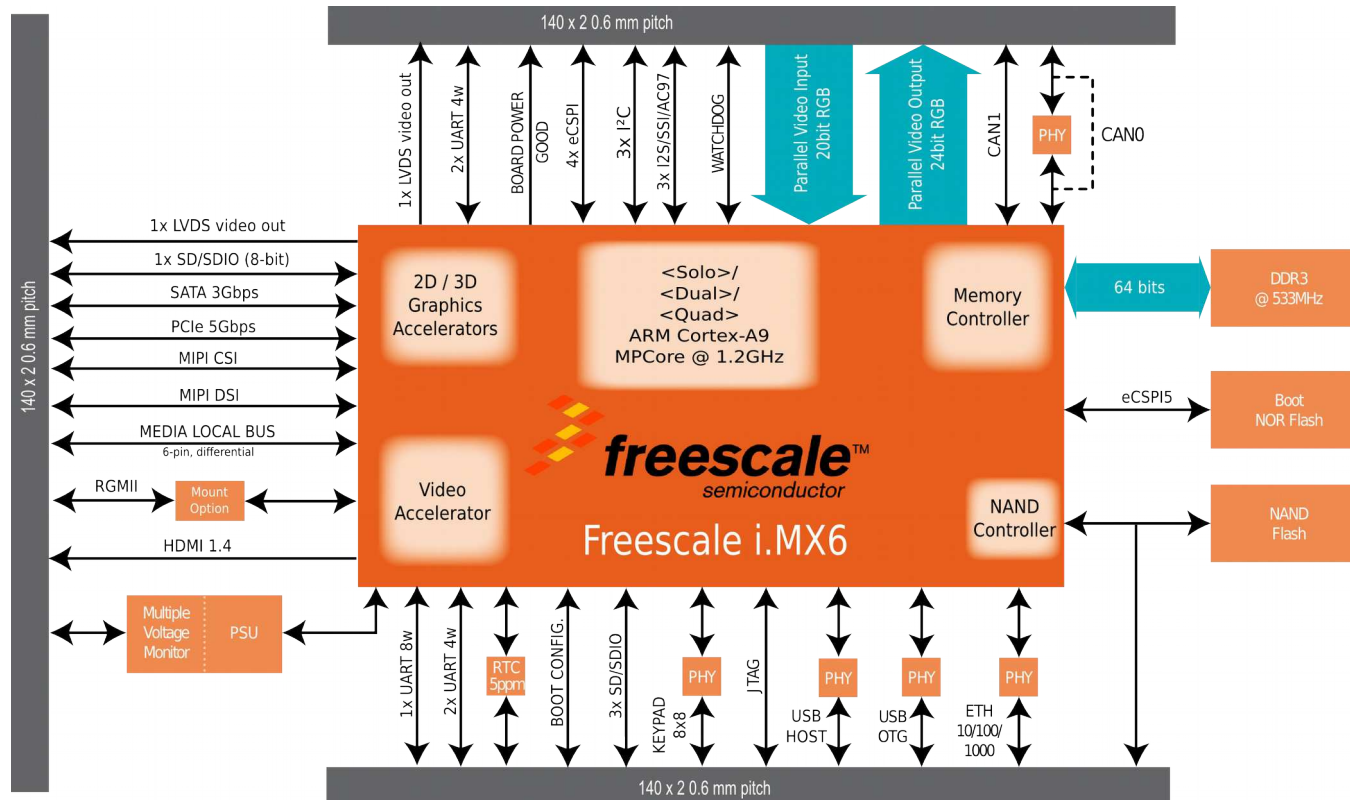 140 x 2 0.6 mm pitch
140 x 2 0.6 mm pitch
1x LVDS video out
2x UART 4w
BOARD POWER
GOOD
4x eCSPI
3x I²C
3x I2S/SSI/AC97
WATCHDOG
Parallel Video Input
20bit RGB
Parallel Video Output
24bit RGB
CAN1
PHY
CAN0
1x LVDS video out
1x SD/SDIO (8-bit)
SATA 3Gbps
PCIe 5Gbps
MIPI CSI
MIPI DSI
MEDIA LOCAL BUS
6-pin, differential
RGMII
Mount
Option
HDMI 1.4
Multiple
Voltage
Monitor
PSU
2D / 3D
Graphics
Accelerators
<Solo>/
<Dual>/
<Quad>
ARM Cortex-A9
MPCore @ 1.2GHz
Memory
Controller
64 bits
DDR3
@ 533MHz
eCSPI5
Boot
NOR Flash
freescale™
semiconductor
Video
Accelerator
Freescale i.MX6
NAND
Controller
NAND
Flash
1x UART 8w
2x UART 4w
RTC
5ppm
BOOT CONFIG.
3x SD/SDIO
KEYPAD
8x8
PHY
JTAG
PHY
USB
HOST
PHY
USB
OTG
PHY
ETH
10/100/
1000
140 x 2 0.6 mm pitch